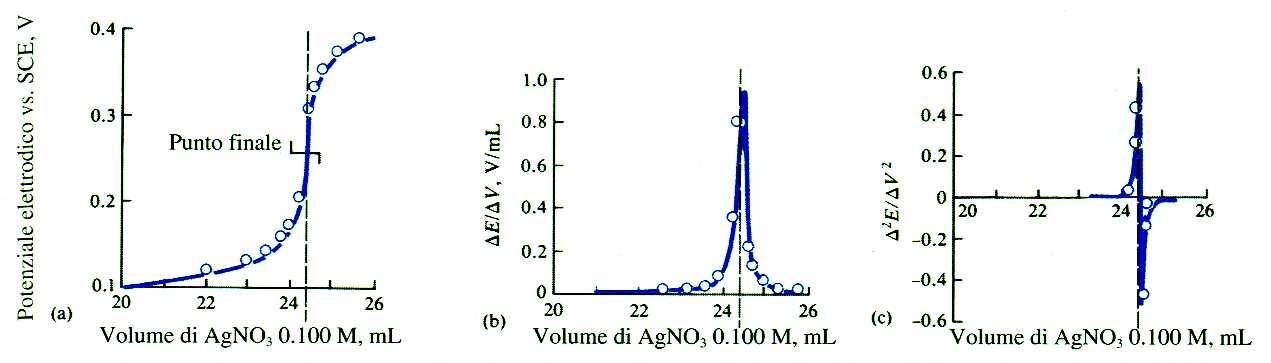 Potenziale elettrodico vs. SCE, V
0.4
0.3
0.2
0.1
Punto finale
20 22 24 26
(a)
Volume di AgNO₃ 0.100 M, mL
ΔE/ΔV, V/mL
1.0
0.8
0.6
0.4
0.2
0
20 22 24 26
(b)
Volume di AgNO₃ 0.100 M, mL
Δ²E/ΔV²
0.6
0.4
0.2
0
–0.2
–0.4
–0.6
20 22 24 26
(c)
Volume di AgNO₃ 0.100 M, mL